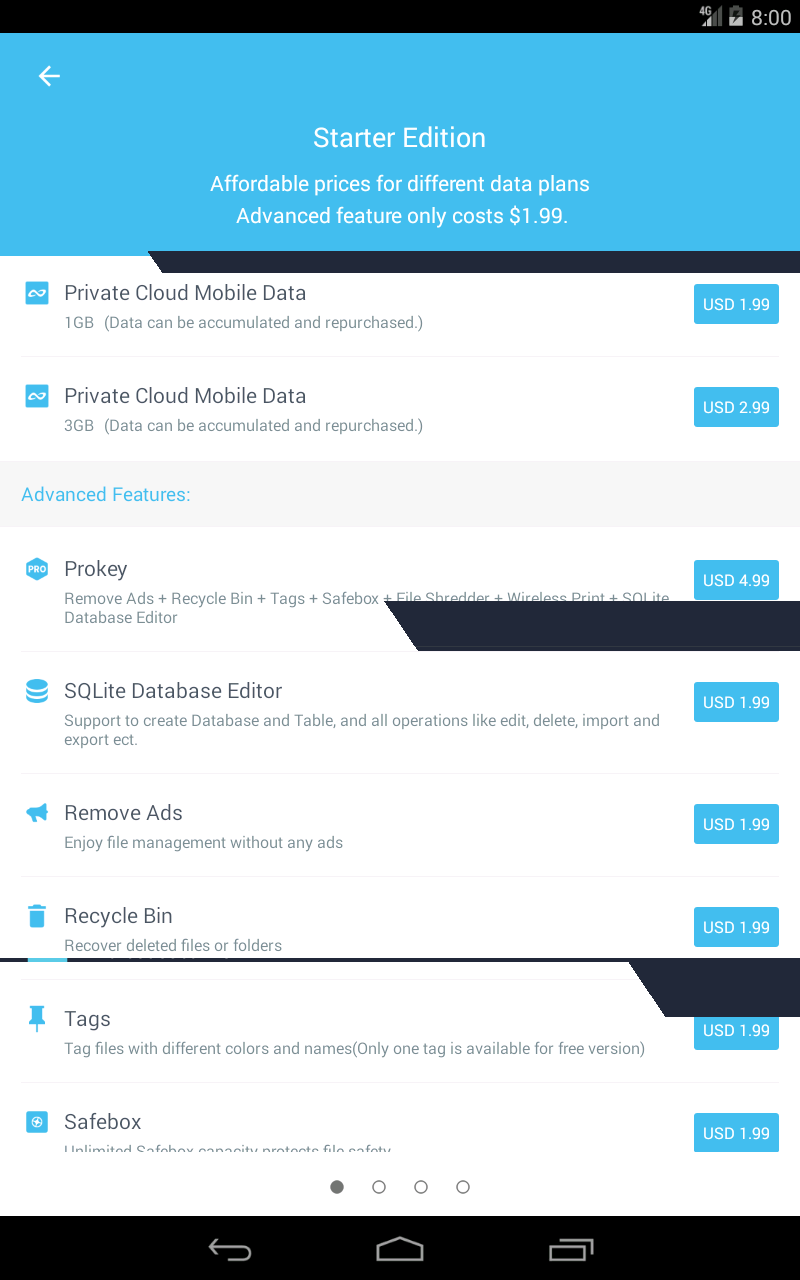 4G 8:00
Starter Edition
Affordable prices for different data plans
Advanced feature only costs $1.99.
Private Cloud Mobile Data
1GB (Data can be accumulated and repurchased.)
USD 1.99
Private Cloud Mobile Data
3GB (Data can be accumulated and repurchased.)
USD 2.99
Advanced Features:
PRO
Prokey
Remove Ads + Recycle Bin + Tags + Safebox + File Shredder + Wireless Print + SQLite
Database Editor
USD 4.99
SQLite Database Editor
Support to create Database and Table, and all operations like edit, delete, import and
export ect.
USD 1.99
Remove Ads
Enjoy file management without any ads
USD 1.99
Recycle Bin
Recover deleted files or folders
USD 1.99
Tags
Tag files with different colors and names(Only one tag is available for free version)
USD 1.99
Safebox
Unlimited Safebox capacity protects file safety
USD 1.99